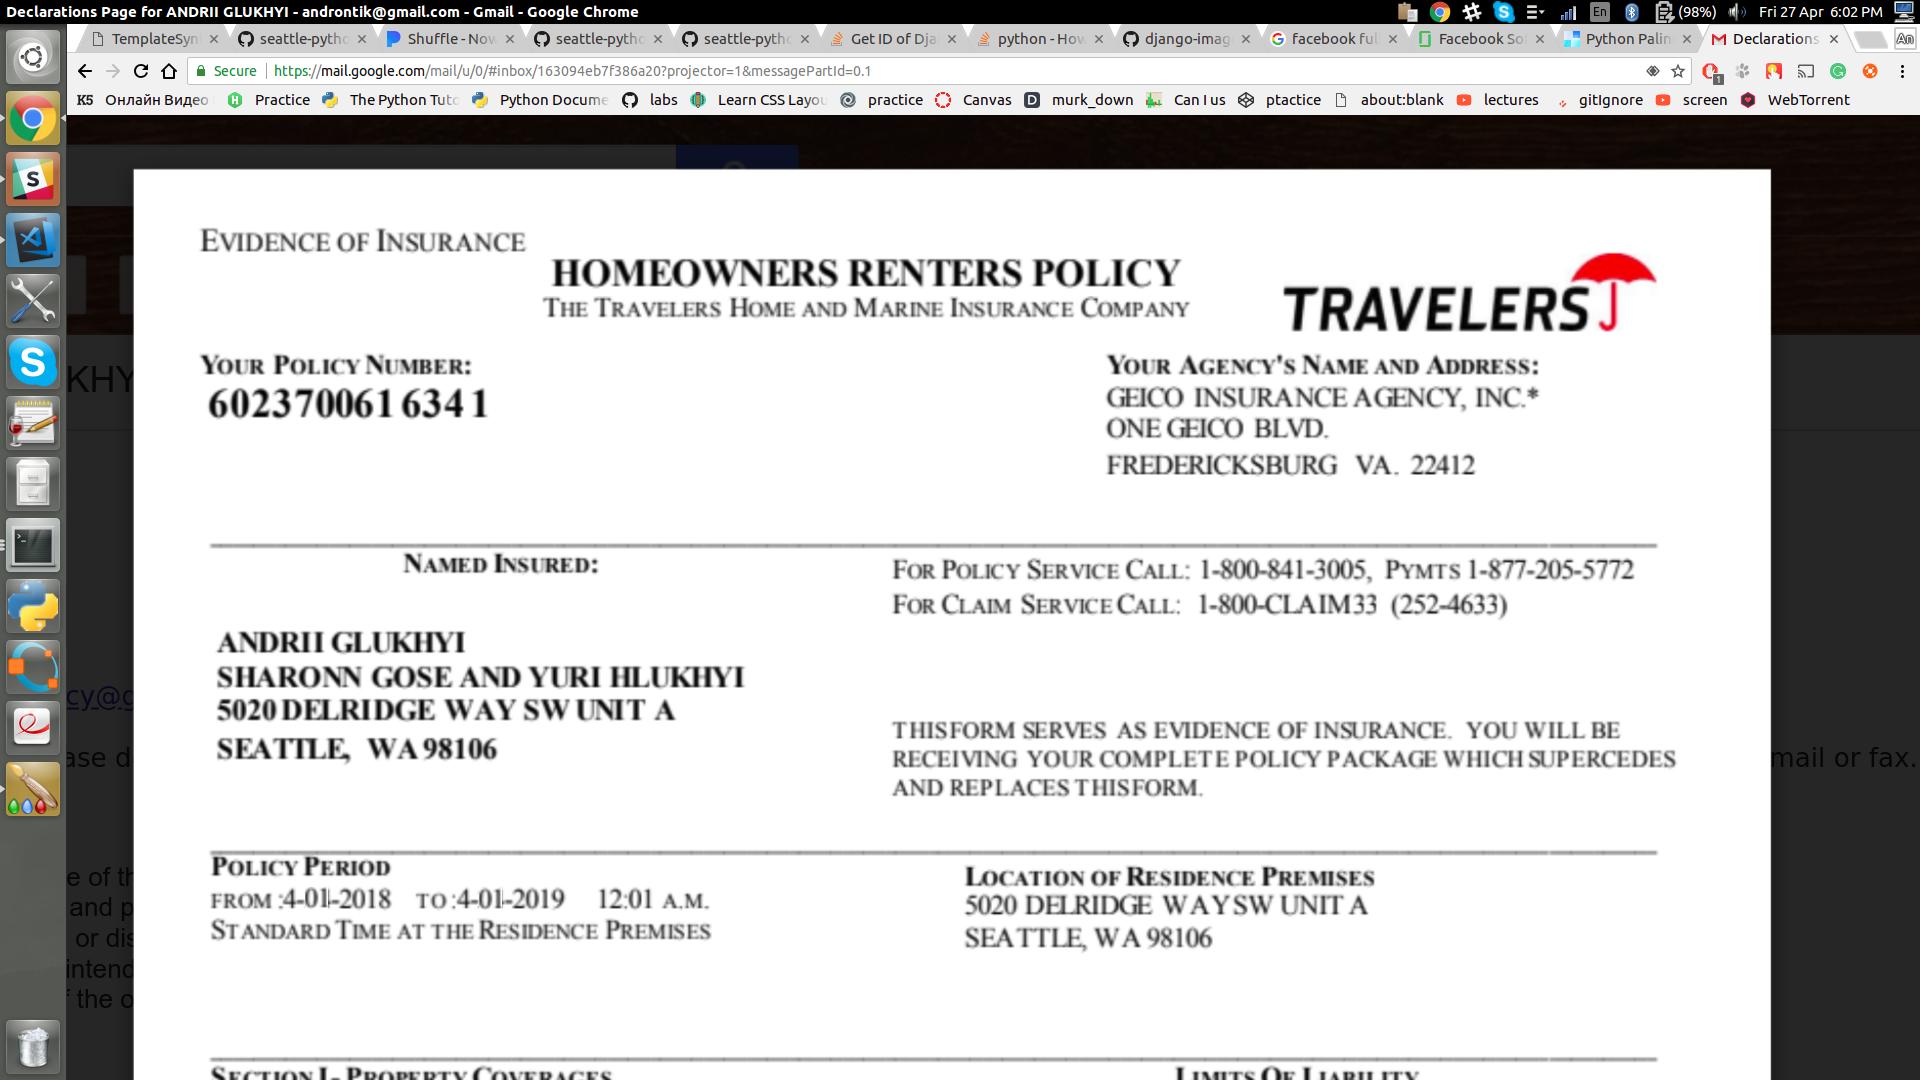 Declarations Page for ANDRII GLUKHYI - androntik@gmail.com - Gmail - Google Chrome
En (98%) Fri 27 Apr 6:02 PM
TemplateSyn seattle-pytho Shuffle - Now seattle-pytho seattle-pytho Get ID of Dja python - How django-imag facebook full Facebook Sof Python Palin Declarations An
Secure https://mail.google.com/mail/u/0/#inbox/163094eb7f386a20?projector=1&messagePartId=0.1
K5 Онлайн Видео Practice The Python Tuto Python Docume labs Learn CSS Layou practice Canvas murk_down Can I us ptactice about:blank lectures gitIgnore screen WebTorrent
EVIDENCE OF INSURANCE
HOMEOWNERS RENTERS POLICY
THE TRAVELERS HOME AND MARINE INSURANCE COMPANY
TRAVELERS
YOUR POLICY NUMBER:
602370061 634 1
YOUR AGENCY'S NAME AND ADDRESS:
GEICO INSURANCE AGENCY, INC.*
ONE GEICO BLVD.
FREDERICKSBURG VA. 22412
NAMED INSURED:
ANDRII GLUKHYI
SHARONN GOSE AND YURI HLUKHYI
5020 DELRIDGE WAY SW UNIT A
SEATTLE, WA 98106
FOR POLICY SERVICE CALL: 1-800-841-3005, PYMTS 1-877-205-5772
FOR CLAIM SERVICE CALL: 1-800-CLAIM33 (252-4633)
THIS FORM SERVES AS EVIDENCE OF INSURANCE. YOU WILL BE
RECEIVING YOUR COMPLETE POLICY PACKAGE WHICH SUPERCEDES
AND REPLACES THIS FORM.
POLICY PERIOD
FROM :4-01-2018 TO :4-01-2019 12:01 A.M.
STANDARD TIME AT THE RESIDENCE PREMISES
LOCATION OF RESIDENCE PREMISES
5020 DELRIDGE WAY SW UNIT A
SEATTLE, WA 98106
SECTION I- PROPERTY COVERAGES
LIMITS OF LIABILITY
KHY
cy@g
ase d
mail or fax.
e of th
and p
or dis
intend
f the o